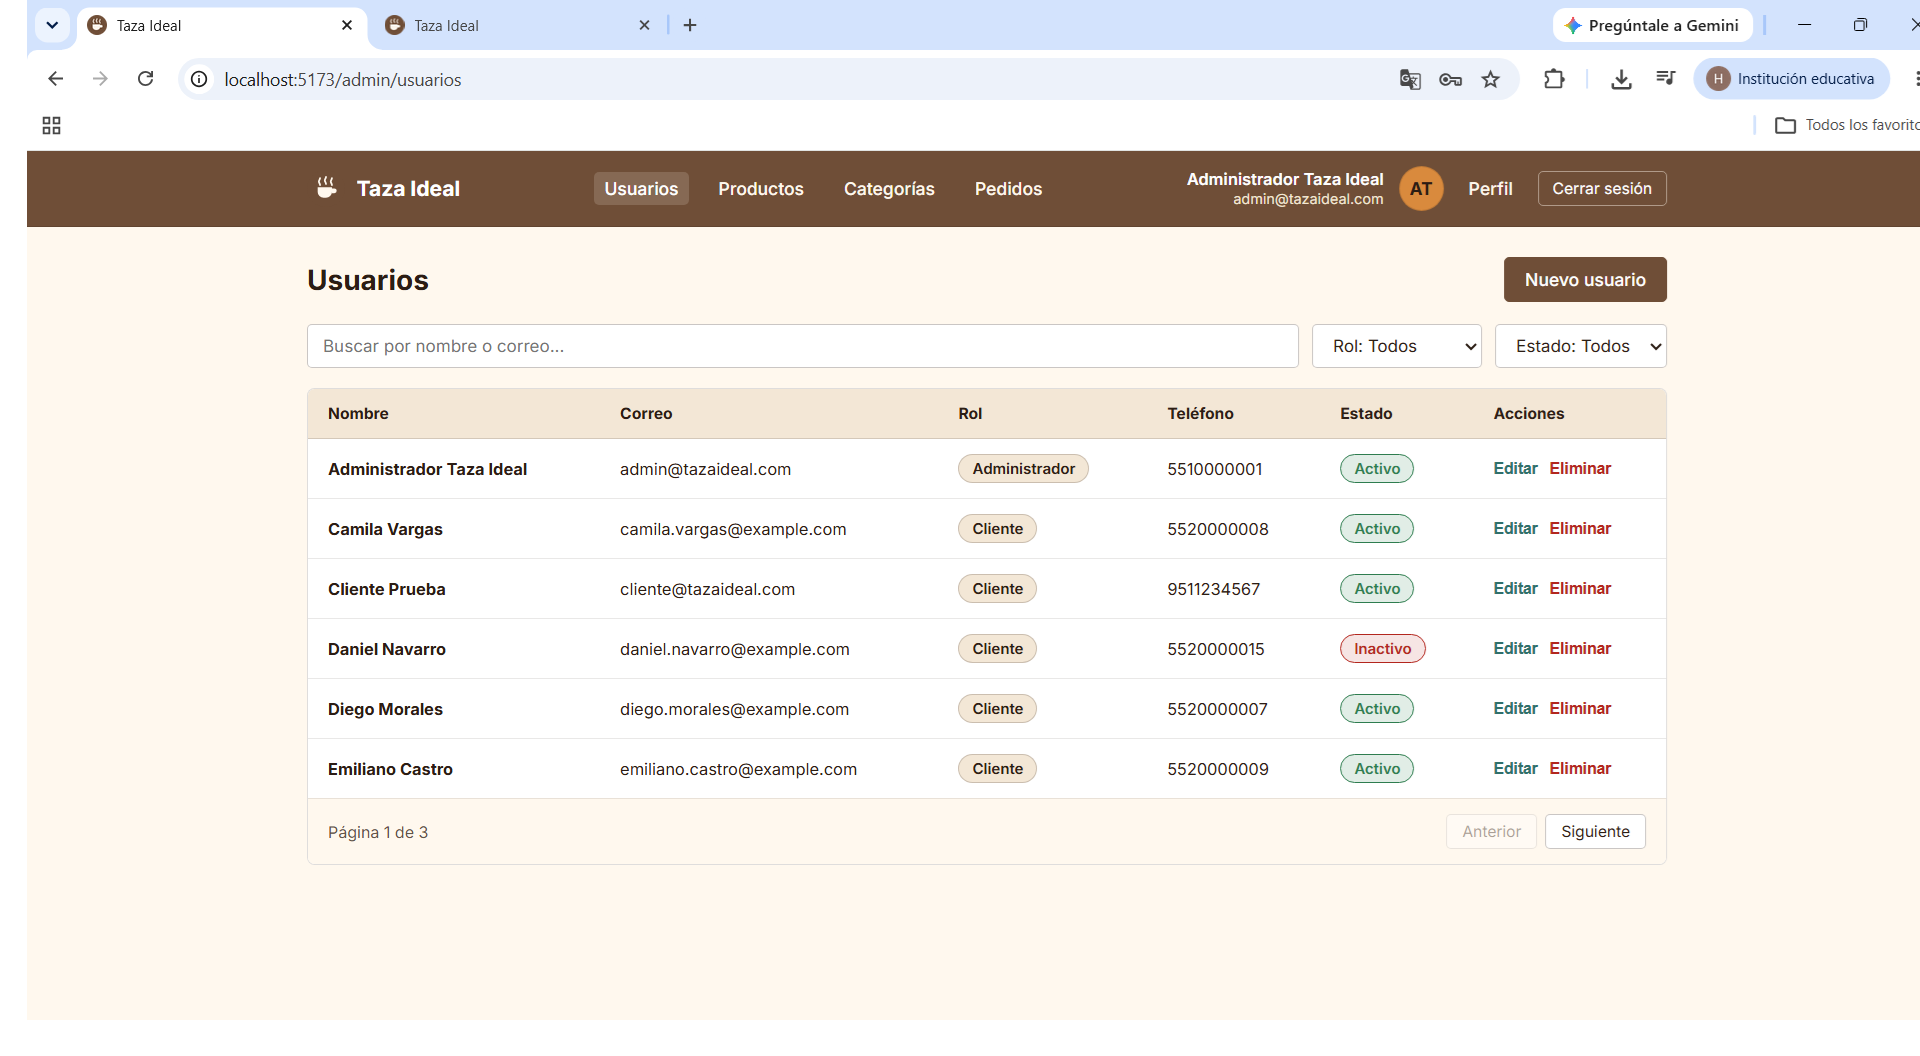 Taza Ideal
Taza Ideal
Pregúntale a Gemini
localhost:5173/admin/usuarios
H
Institución educativa
Todos los favorito
Taza Ideal
Usuarios
Productos
Categorías
Pedidos
Administrador Taza Ideal
admin@tazaideal.com
AT
Perfil
Cerrar sesión
Usuarios
Nuevo usuario
Buscar por nombre o correo...
Rol: Todos
Estado: Todos
Nombre Correo Rol Teléfono Estado Acciones
Administrador Taza Ideal admin@tazaideal.com Administrador 5510000001 Activo Editar Eliminar
Camila Vargas camila.vargas@example.com Cliente 5520000008 Activo Editar Eliminar
Cliente Prueba cliente@tazaideal.com Cliente 9511234567 Activo Editar Eliminar
Daniel Navarro daniel.navarro@example.com Cliente 5520000015 Inactivo Editar Eliminar
Diego Morales diego.morales@example.com Cliente 5520000007 Activo Editar Eliminar
Emiliano Castro emiliano.castro@example.com Cliente 5520000009 Activo Editar Eliminar
Página 1 de 3
Anterior
Siguiente